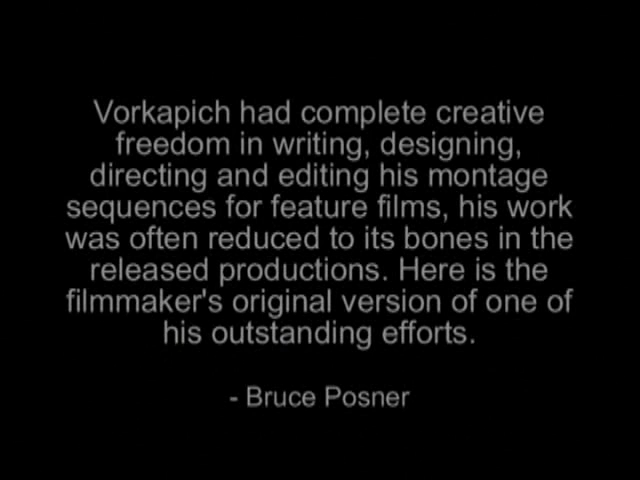 Vorkapich had complete creative
freedom in writing, designing,
directing and editing his montage
sequences for feature films, his work
was often reduced to its bones in the
released productions. Here is the
filmmaker's original version of one of
his outstanding efforts.
- Bruce Posner